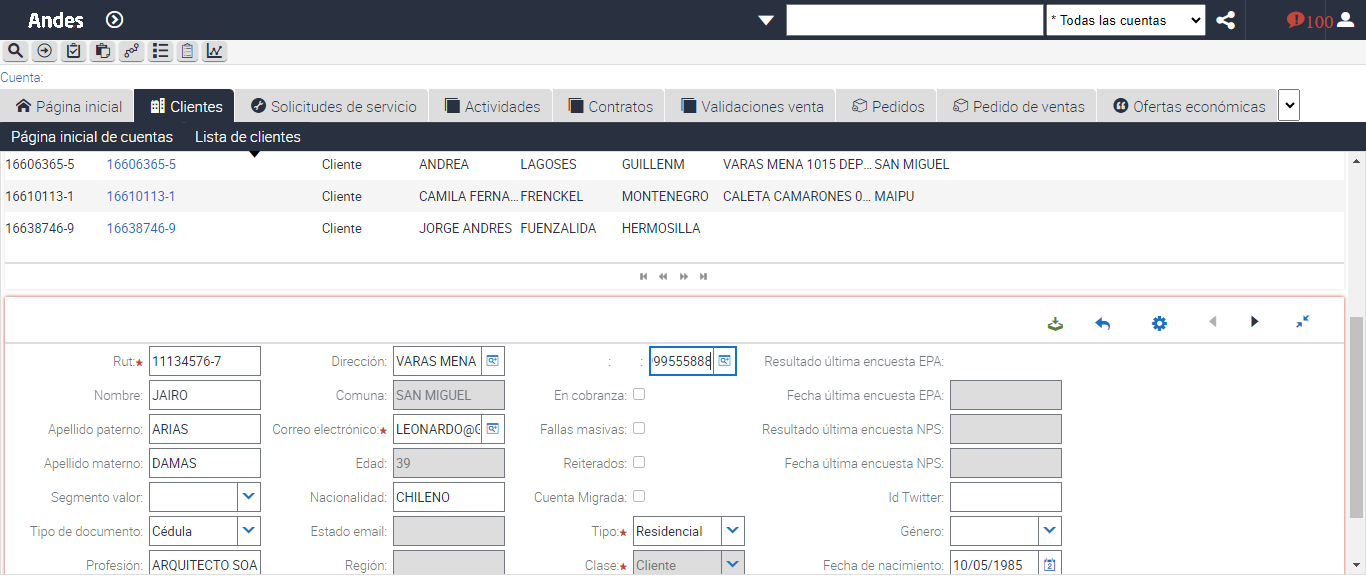 Andes
* Todas las cuentas
100
Cuenta:
Página inicial Clientes Solicitudes de servicio Actividades Contratos Validaciones venta Pedidos Pedido de ventas Ofertas económicas
Página inicial de cuentas Lista de clientes
16606365-5 16606365-5 Cliente ANDREA LAGOSES GUILLENM VARAS MENA 1015 DEP... SAN MIGUEL
16610113-1 16610113-1 Cliente CAMILA FERNA... FRENCKEL MONTENEGRO CALETA CAMARONES 0... MAIPU
16638746-9 16638746-9 Cliente JORGE ANDRES FUENZALIDA HERMOSILLA
Rut:★ 11134576-7 Dirección: VARAS MENA : : 99555888 Resultado última encuesta EPA:
Nombre: JAIRO Comuna: SAN MIGUEL En cobranza: Fecha última encuesta EPA:
Apellido paterno: ARIAS Correo electrónico:★ LEONARDO@G Fallas masivas: Resultado última encuesta NPS:
Apellido materno: DAMAS Edad: 39 Reiterados: Fecha última encuesta NPS:
Segmento valor: Nacionalidad: CHILENO Cuenta Migrada: Id Twitter:
Tipo de documento: Cédula Estado email: Tipo:★ Residencial Género:
Profesión: ARQUITECTO SOA Región: Clase:★ Cliente Fecha de nacimiento: 10/05/1985